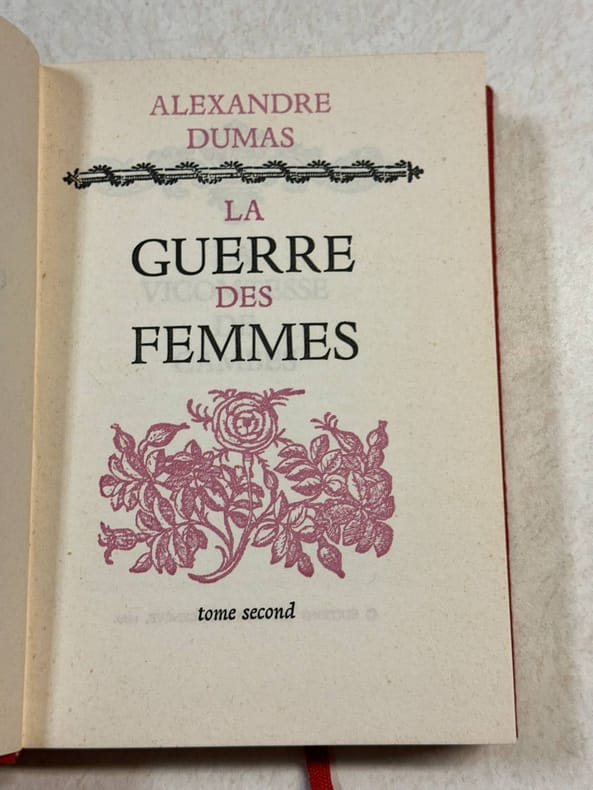 ALEXANDRE
DUMAS
LA
GUERRE
DES
FEMMES
tome second